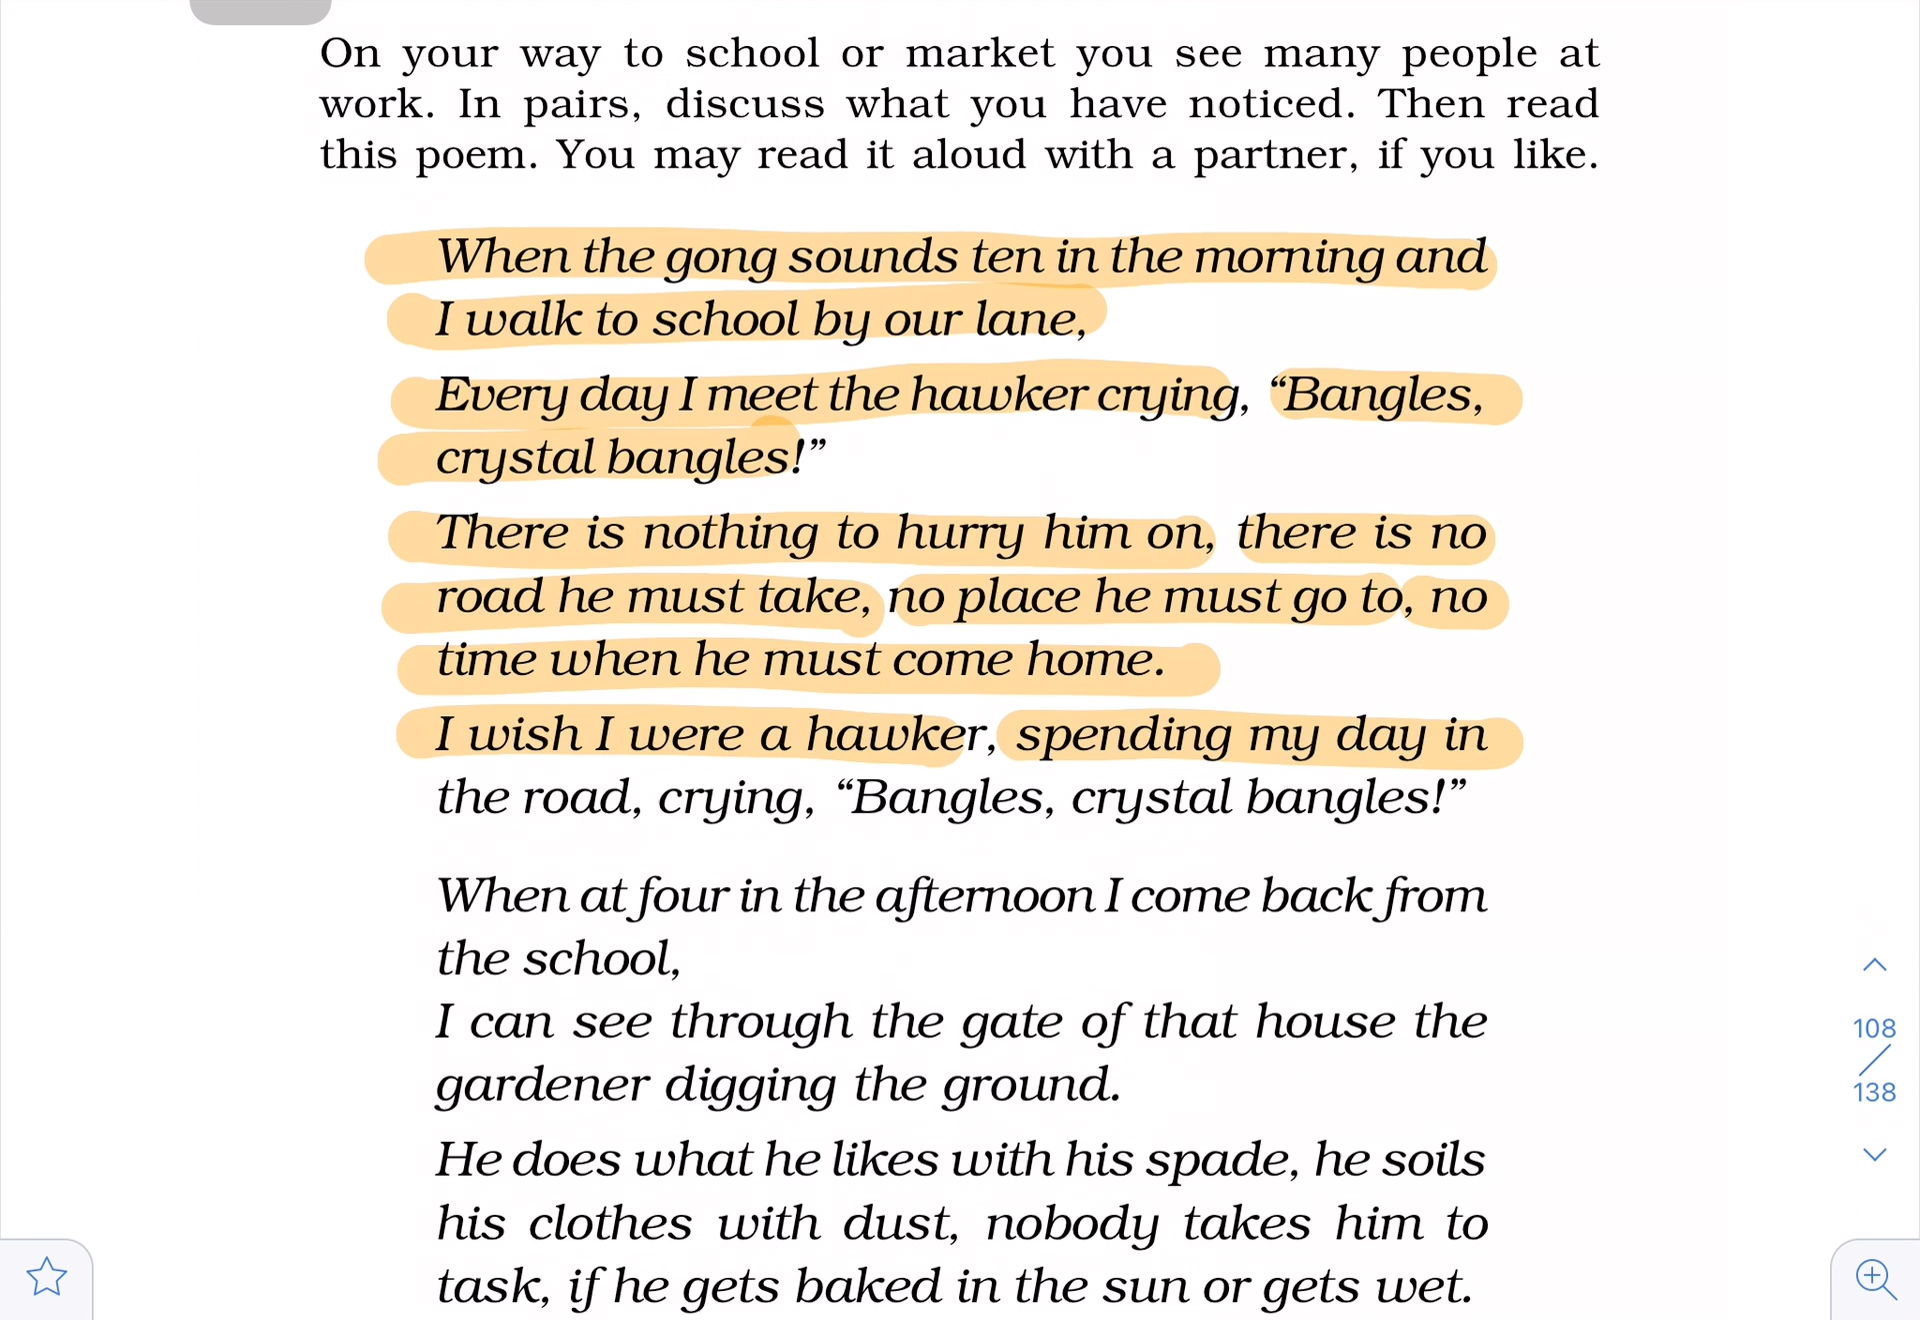 On your way to school or market you see many people at
work. In pairs, discuss what you have noticed. Then read
this poem. You may read it aloud with a partner, if you like.
When the gong sounds ten in the morning and
I walk to school by our lane,
Every day I meet the hawker crying, “Bangles,
crystal bangles!”
There is nothing to hurry him on, there is no
road he must take, no place he must go to, no
time when he must come home.
I wish I were a hawker, spending my day in
the road, crying, “Bangles, crystal bangles!”
When at four in the afternoon I come back from
the school,
I can see through the gate of that house the
gardener digging the ground.
He does what he likes with his spade, he soils
his clothes with dust, nobody takes him to
task, if he gets baked in the sun or gets wet.
108
138